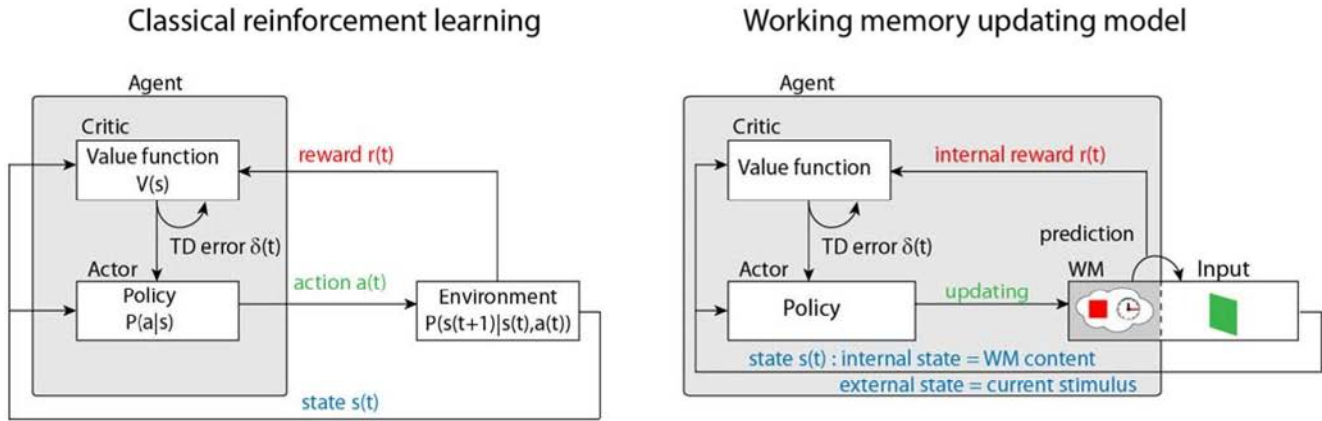 Classical reinforcement learning
Agent
Critic
Value function
V(s)
reward r(t)
TD error δ(t)
Actor
Policy
P(a|s)
action a(t)
Environment
P(s(t+1)|s(t),a(t))
state s(t)
Working memory updating model
Agent
Critic
Value function
internal reward r(t)
TD error δ(t)
prediction
Actor
Policy
updating
WM
Input
state s(t) : internal state = WM content
external state = current stimulus